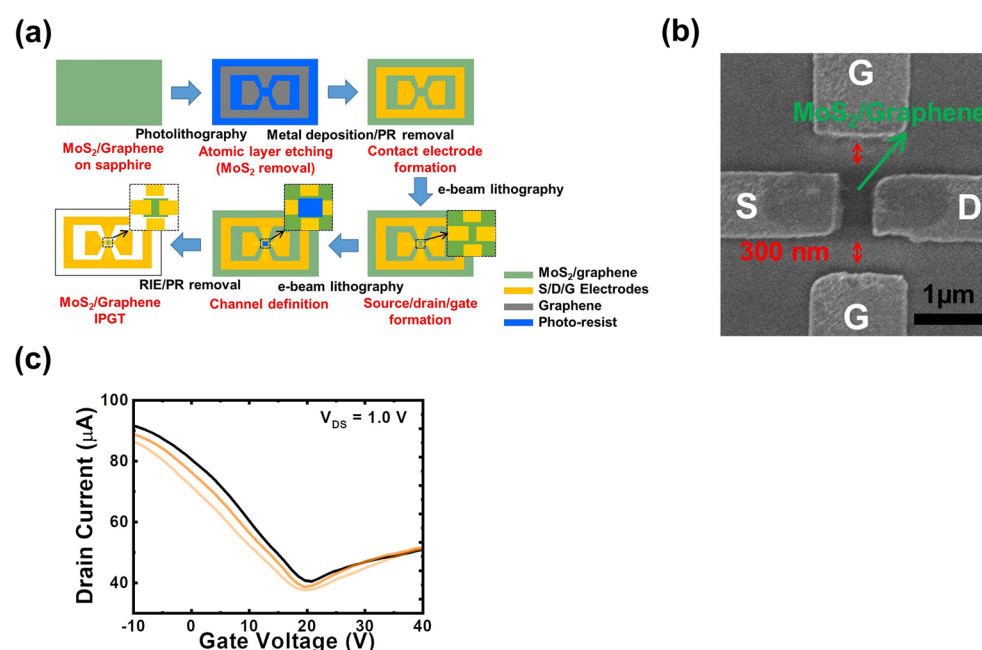 (a)
Photolithography
Metal deposition/PR removal
MoS2/Graphene
on sapphire
Atomic layer etching
(MoS2 removal)
Contact electrode
formation
e-beam lithography
RIE/PR removal
e-beam lithography
MoS2/Graphene
IPGT
Channel definition
Source/drain/gate
formation
MoS2/graphene
S/D/G Electrodes
Graphene
Photo-resist
(b)
G
MoS2/Graphene
S
D
300 nm
G
1μm
(c)
VDS = 1.0 V
Drain Current (μA)
100
80
60
40
-10
0
10
20
30
40
Gate Voltage (V)